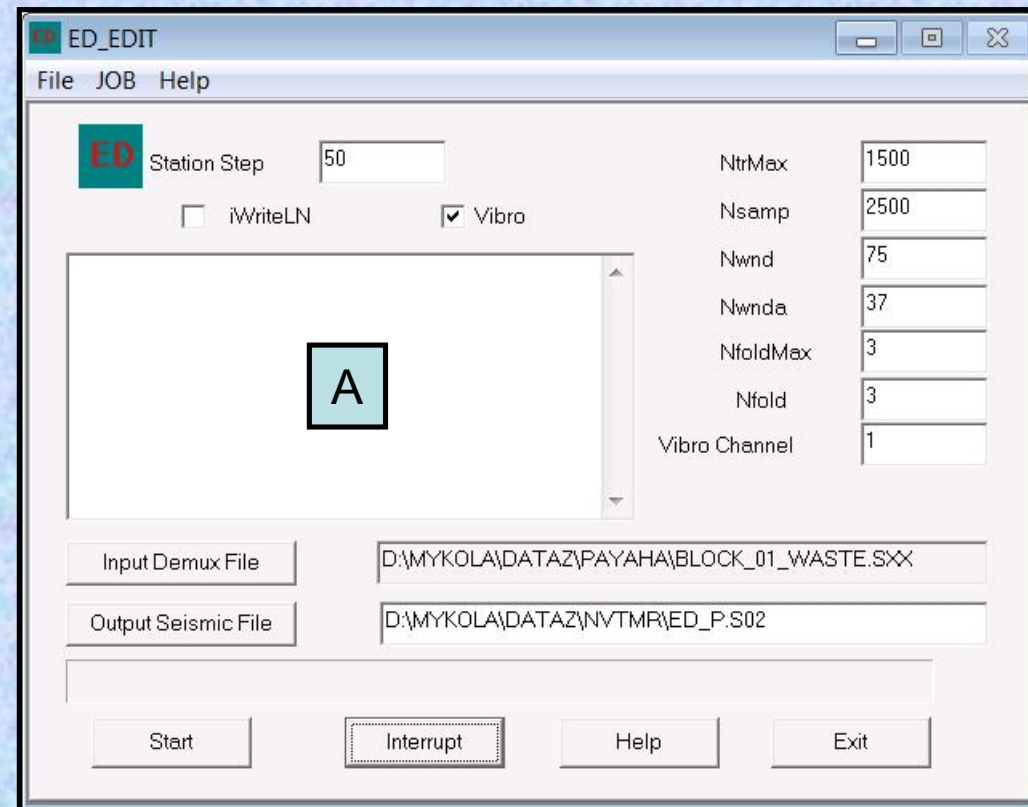 ED ED_EDIT
File JOB Help
ED Station Step 50
iWriteLN Vibro
A
NtrMax 1500
Nsamp 2500
Nwnd 75
Nwnda 37
NfoldMax 3
Nfold 3
Vibro Channel 1
Input Demux File D:\MYKOLA\DATAZ\PAYAHA\BLOCK_01_WASTE.SXX
Output Seismic File D:\MYKOLA\DATAZ\NVTMR\ED_P.S02
Start Interrupt Help Exit